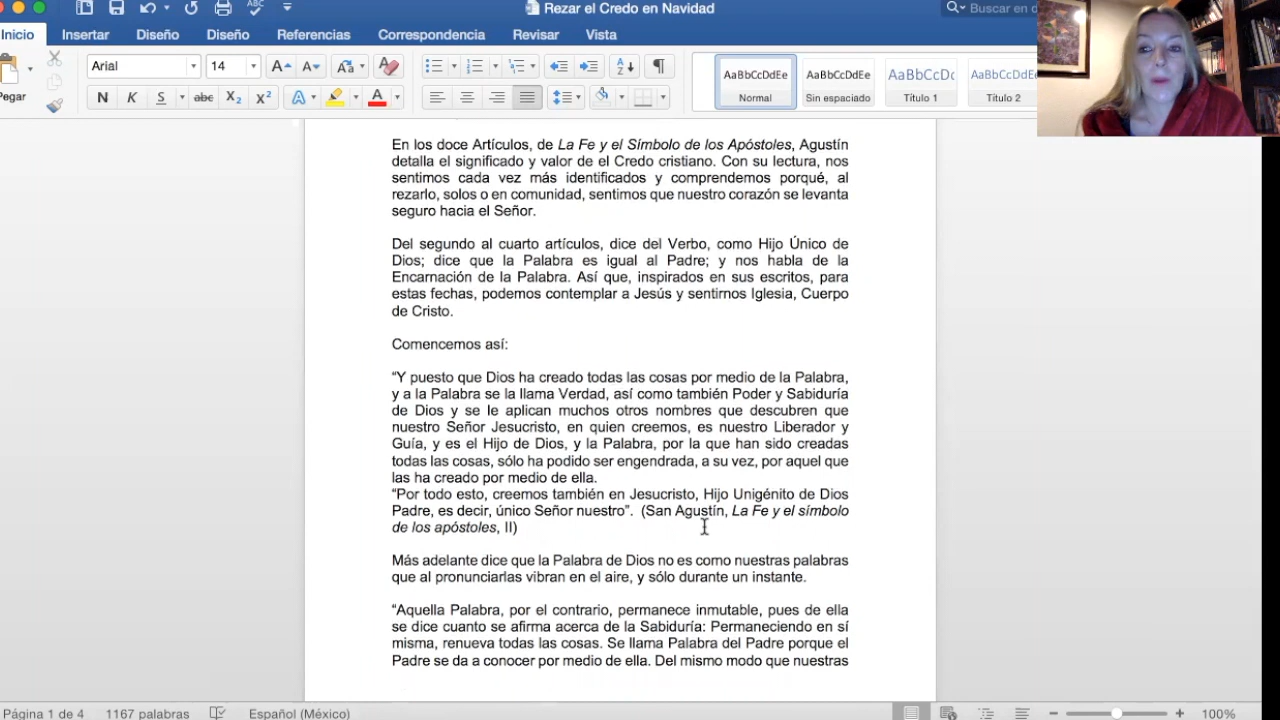 Rezar el Credo en Navidad
Buscar en d
Inicio Insertar Diseño Diseño Referencias Correspondencia Revisar Vista
Pegar
Arial 14
AaBbCcDdEe AaBbCcDdEe AaBbCcDc AaBbCcDdEe
Normal Sin espaciado Título 1 Título 2
En los doce Artículos, de La Fe y el Símbolo de los Apóstoles, Agustín
detalla el significado y valor de el Credo cristiano. Con su lectura, nos
sentimos cada vez más identificados y comprendemos porqué, al
rezarlo, solos o en comunidad, sentimos que nuestro corazón se levanta
seguro hacia el Señor.
Del segundo al cuarto artículos, dice del Verbo, como Hijo Único de
Dios; dice que la Palabra es igual al Padre; y nos habla de la
Encarnación de la Palabra. Así que, inspirados en sus escritos, para
estas fechas, podemos contemplar a Jesús y sentirnos Iglesia, Cuerpo
de Cristo.
Comencemos así:
“Y puesto que Dios ha creado todas las cosas por medio de la Palabra,
y a la Palabra se la llama Verdad, así como también Poder y Sabiduría
de Dios y se le aplican muchos otros nombres que descubren que
nuestro Señor Jesucristo, en quien creemos, es nuestro Liberador y
Guía, y es el Hijo de Dios, y la Palabra, por la que han sido creadas
todas las cosas, sólo ha podido ser engendrada, a su vez, por aquel que
las ha creado por medio de ella.
“Por todo esto, creemos también en Jesucristo, Hijo Unigénito de Dios
Padre, es decir, único Señor nuestro”. (San Agustín, La Fe y el símbolo
de los apóstoles, II)
Más adelante dice que la Palabra de Dios no es como nuestras palabras
que al pronunciarlas vibran en el aire, y sólo durante un instante.
“Aquella Palabra, por el contrario, permanece inmutable, pues de ella
se dice cuanto se afirma acerca de la Sabiduría: Permaneciendo en sí
misma, renueva todas las cosas. Se llama Palabra del Padre porque el
Padre se da a conocer por medio de ella. Del mismo modo que nuestras
Página 1 de 4 1167 palabras Español (México) 100%